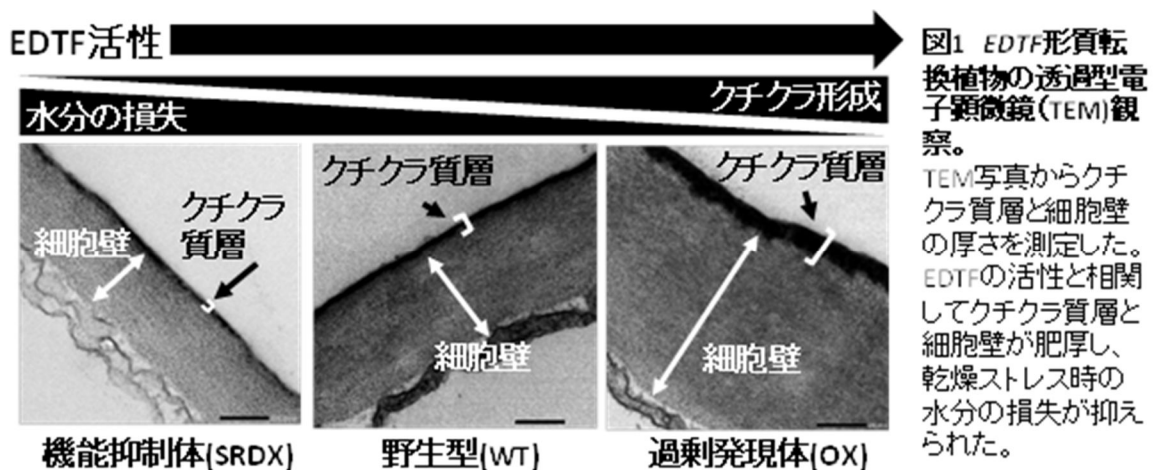 EDTF活性
水分の損失
クチクラ形成
クチクラ
質層
細胞壁
クチクラ質層
細胞壁
クチクラ質層
細胞壁
機能抑制体(SRDX)
野生型(WT)
過剰発現体(OX)
図1 EDTF形質転
換植物の透過型電
子顕微鏡(TEM)観
察。
TEM写真からクチ
クラ質層と細胞壁
の厚さを測定した。
EDTFの活性と相関
してクチクラ質層と
細胞壁が肥厚し、
乾燥ストレス時の
水分の損失が抑え
られた。